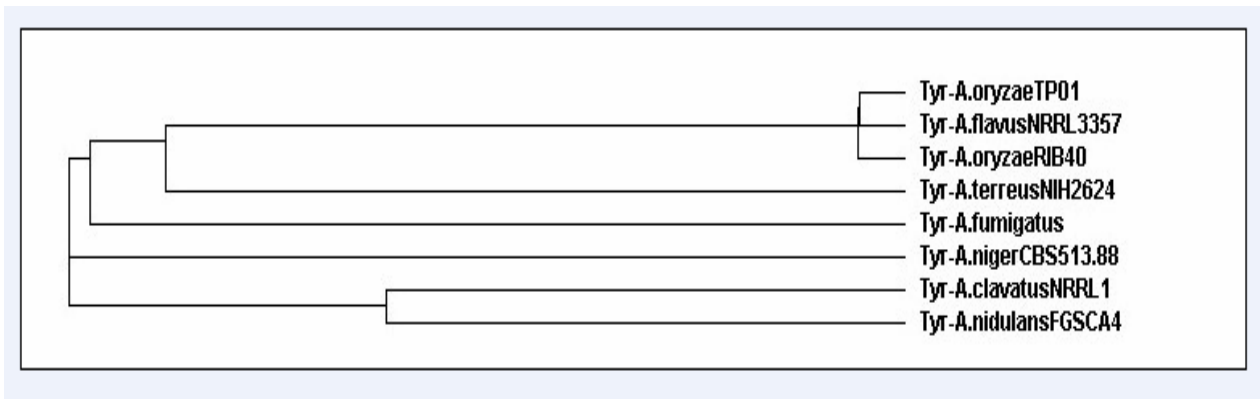 Tyr-A.oryzaeTP01
Tyr-A.flavusNRRL3357
Tyr-A.oryzaeRIB40
Tyr-A.terreusNIH2624
Tyr-A.fumigatus
Tyr-A.nigerCBS513.88
Tyr-A.clavatusNRRL1
Tyr-A.nidulansFGSCA4